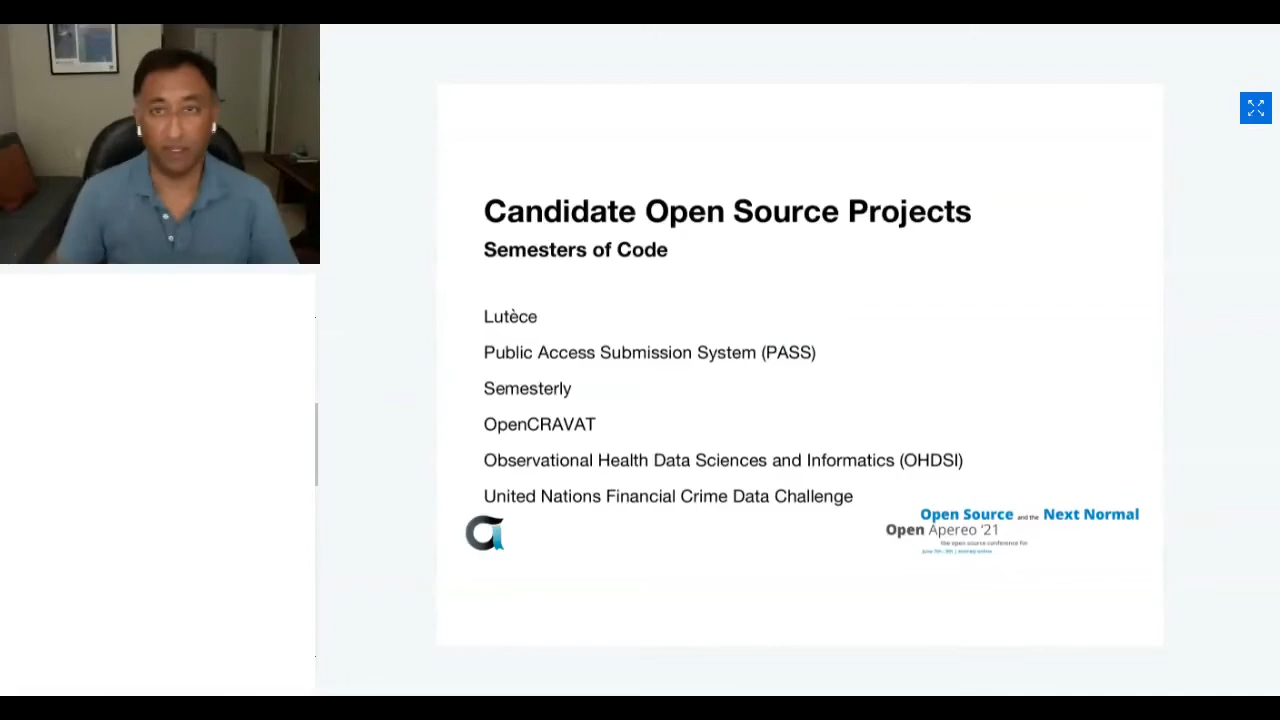 Candidate Open Source Projects
Semesters of Code
Lutèce
Public Access Submission System (PASS)
Semesterly
OpenCRAVAT
Observational Health Data Sciences and Informatics (OHDSI)
United Nations Financial Crime Data Challenge
Open Source and the Next Normal
Open Apereo '21
the open source conference for